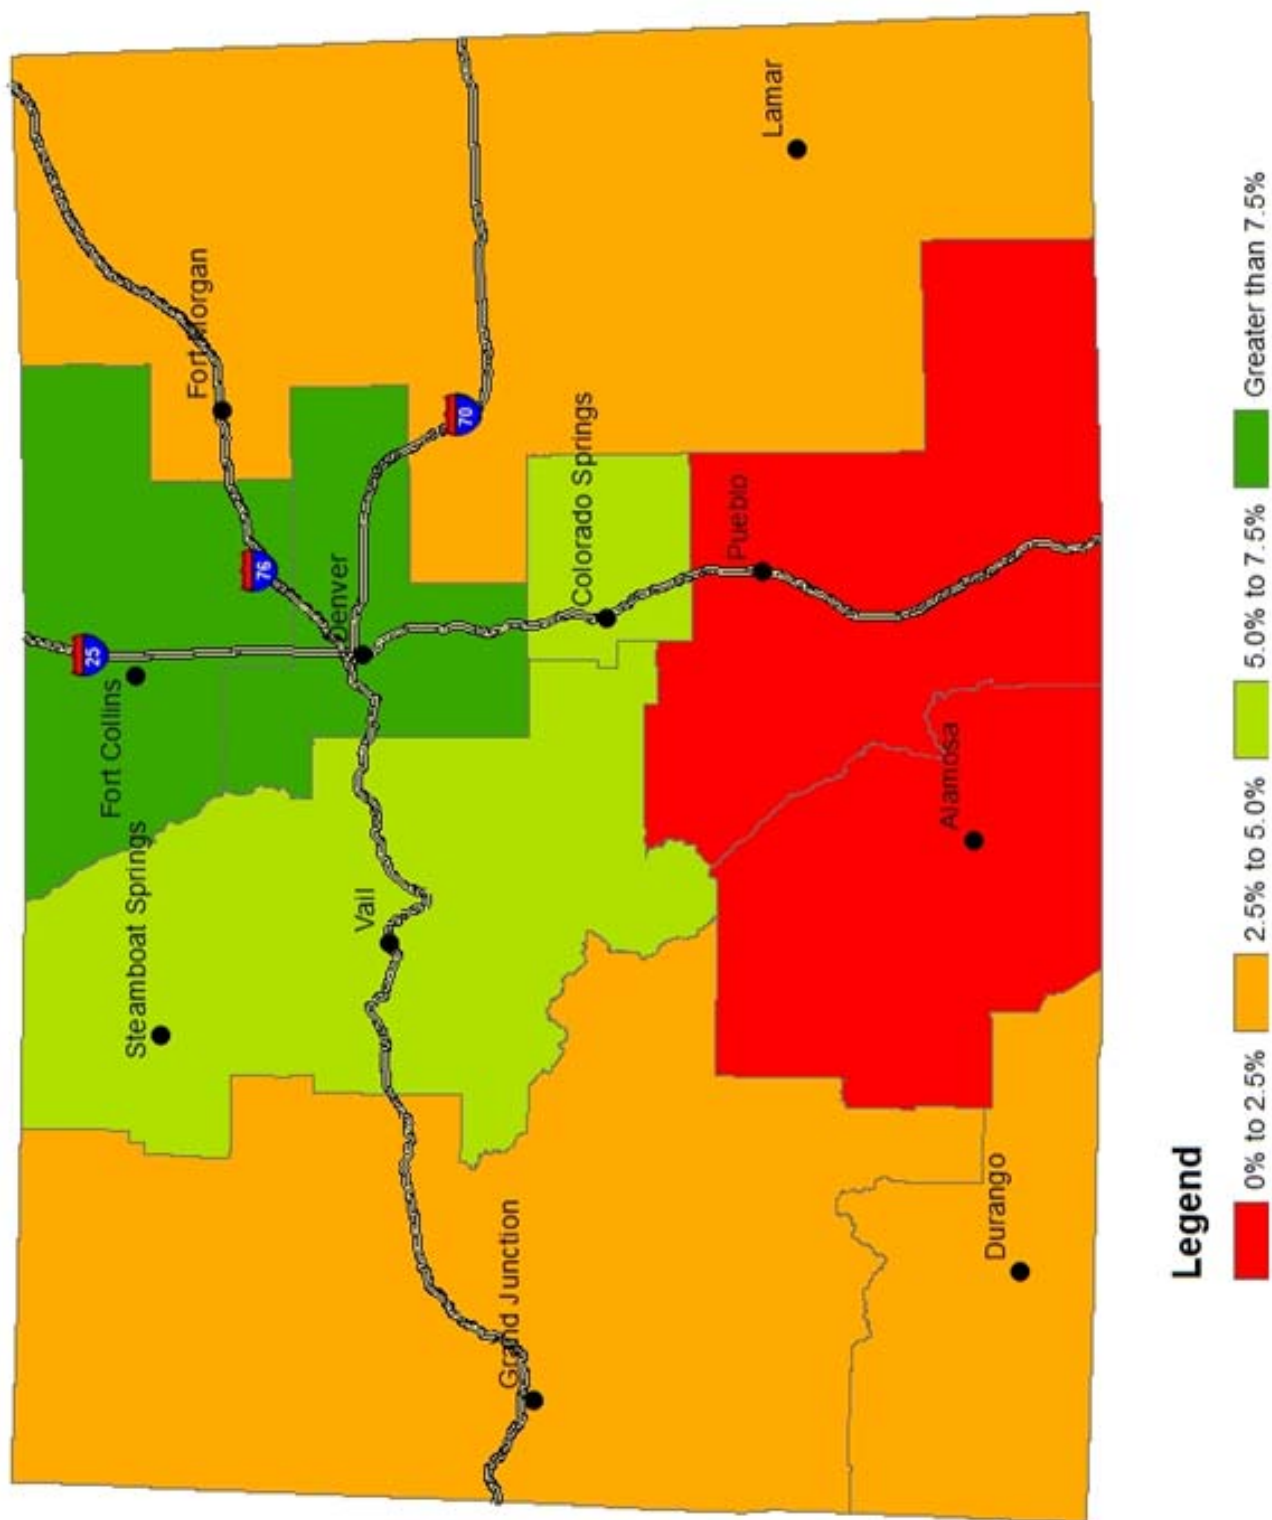 Fort Collins
25
Steamboat Springs
Fort Morgan
76
Denver
Vail
70
Grand Junction
Colorado Springs
Pueblo
Lamar
Alamosa
Durango
Legend
0% to 2.5%
2.5% to 5.0%
5.0% to 7.5%
Greater than 7.5%